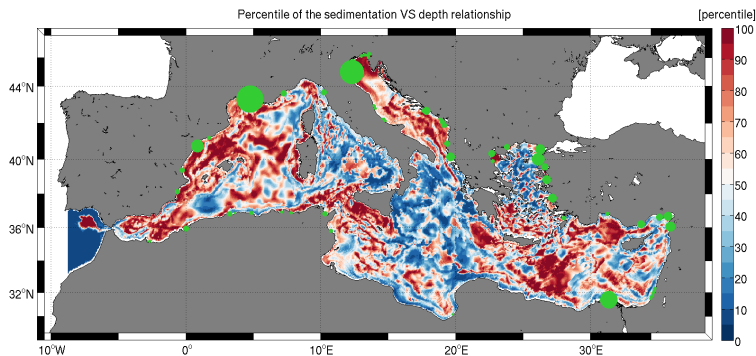 Percentile of the sedimentation VS depth relationship
[percentile]
100
90
80
70
60
50
40
30
20
10
0
44°N
40°N
36°N
32°N
10°W
0°
10°E
20°E
30°E